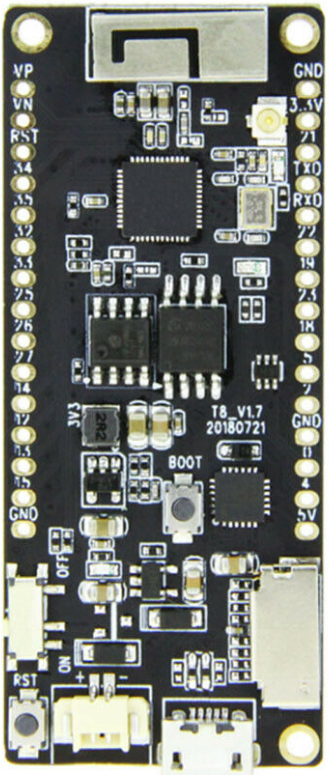 VP
VN
RST
34
35
32
33
25
26
27
14
12
13
15
GND
GND
3.3V
21
TXD
RXD
22
19
23
18
5
2
GND
0
4
5V
3V3
2R2
T8_V1.7
20180721
BOOT
OFF
ON
RST
+ -